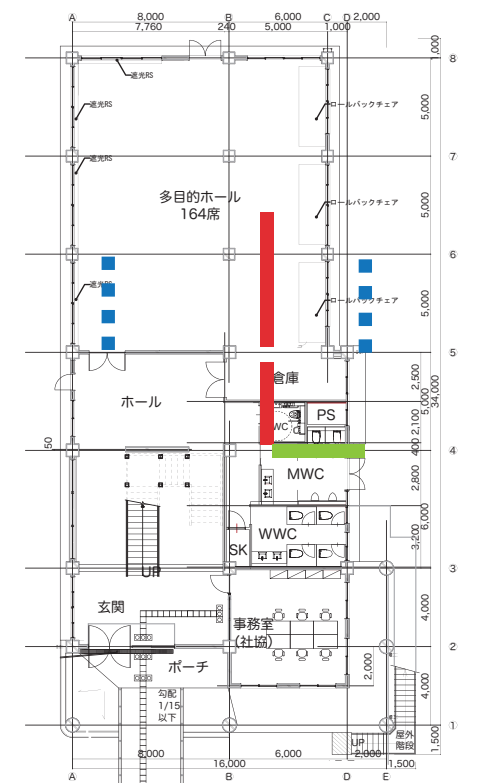 A B C D
8,000 6,000 2,000
7,760 240 5,000 1,000
1,000
8
遮光RS
遮光RS
ロールバックチェア
5,000
7
遮光RS
多目的ホール
164席
ロールバックチェア
5,000
6
遮光RS
ロールバックチェア
5,000
5
倉庫
2,500
ホール
WC
PS
5,000
34,000
2,100
50
400
4
MWC
2,800
WWC
6,000
SK
3,200
UP
3
玄関
事務室
(社協)
4,000
2
ポーチ
2,000
勾配
1/15
以下
4,000
1
UP
屋外
階段
1,500
8,000 6,000 2,000
16,000 1,500
A B D E